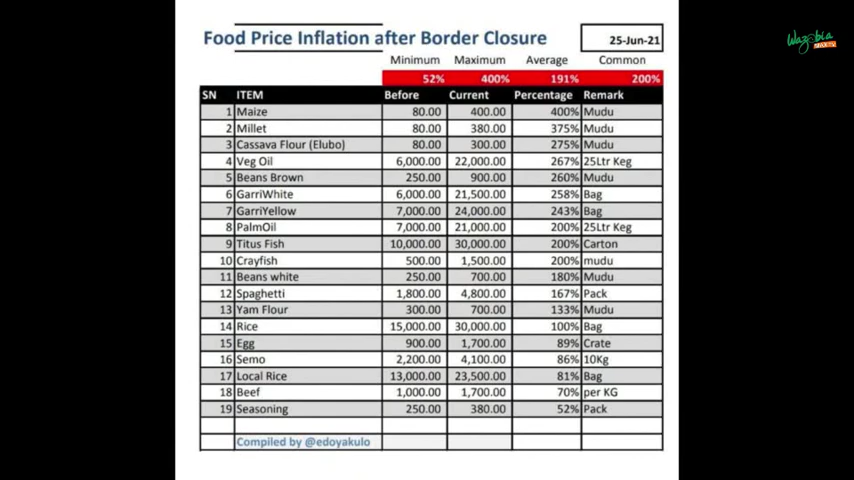 Wazobia
MAX TV
Food Price Inflation after Border Closure 25-Jun-21
Minimum Maximum Average Common
52% 400% 191% 200%
SN ITEM Before Current Percentage Remark
1 Maize 80.00 400.00 400% Mudu
2 Millet 80.00 380.00 375% Mudu
3 Cassava Flour (Elubo) 80.00 300.00 275% Mudu
4 Veg Oil 6,000.00 22,000.00 267% 25Ltr Keg
5 Beans Brown 250.00 900.00 260% Mudu
6 GarriWhite 6,000.00 21,500.00 258% Bag
7 GarriYellow 7,000.00 24,000.00 243% Bag
8 PalmOil 7,000.00 21,000.00 200% 25Ltr Keg
9 Titus Fish 10,000.00 30,000.00 200% Carton
10 Crayfish 500.00 1,500.00 200% mudu
11 Beans white 250.00 700.00 180% Mudu
12 Spaghetti 1,800.00 4,800.00 167% Pack
13 Yam Flour 300.00 700.00 133% Mudu
14 Rice 15,000.00 30,000.00 100% Bag
15 Egg 900.00 1,700.00 89% Crate
16 Semo 2,200.00 4,100.00 86% 10Kg
17 Local Rice 13,000.00 23,500.00 81% Bag
18 Beef 1,000.00 1,700.00 70% per KG
19 Seasoning 250.00 380.00 52% Pack
Compiled by @edoyakulo